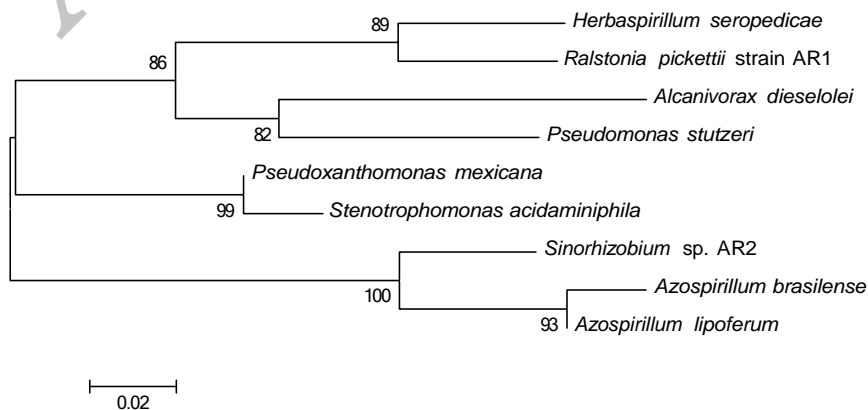 Herbaspirillum seropedicae
89
Ralstonia pickettii strain AR1
86
Alcanivorax dieselolei
82
Pseudomonas stutzeri
Pseudoxanthomonas mexicana
99
Stenotrophomonas acidaminiphila
Sinorhizobium sp. AR2
100
Azospirillum brasilense
93
Azospirillum lipoferum
0.02